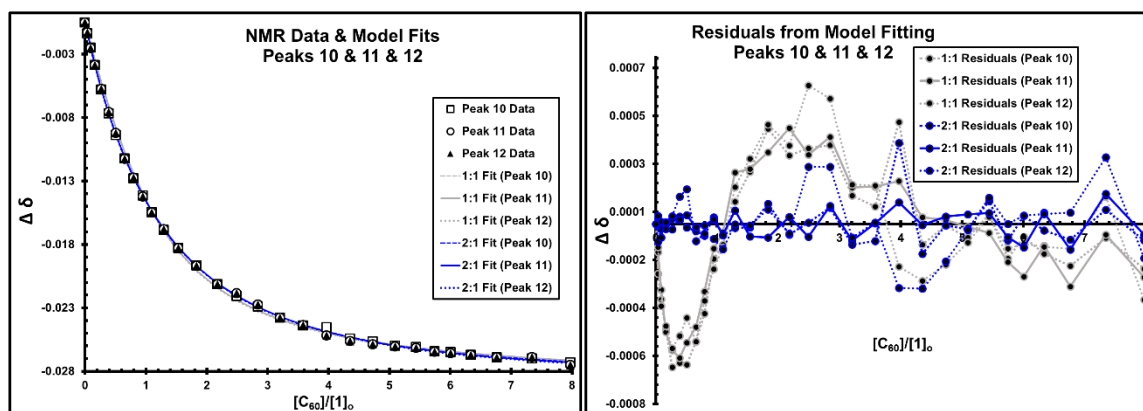 NMR Data & Model Fits
Peaks 10 & 11 & 12
-0.003
-0.008
-0.013
-0.018
-0.023
-0.028
Δ δ
Peak 10 Data
Peak 11 Data
Peak 12 Data
1:1 Fit (Peak 10)
1:1 Fit (Peak 11)
1:1 Fit (Peak 12)
2:1 Fit (Peak 10)
2:1 Fit (Peak 11)
2:1 Fit (Peak 12)
0 1 2 3 4 5 6 7 8
[C60]/[1]o
Residuals from Model Fitting
Peaks 10 & 11 & 12
0.0007
0.0005
0.0003
0.0001
-0.0002
-0.0004
-0.0006
-0.0008
Δ δ
1:1 Residuals (Peak 10)
1:1 Residuals (Peak 11)
1:1 Residuals (Peak 12)
2:1 Residuals (Peak 10)
2:1 Residuals (Peak 11)
2:1 Residuals (Peak 12)
0 1 2 3 4 7
[C60]/[1]o